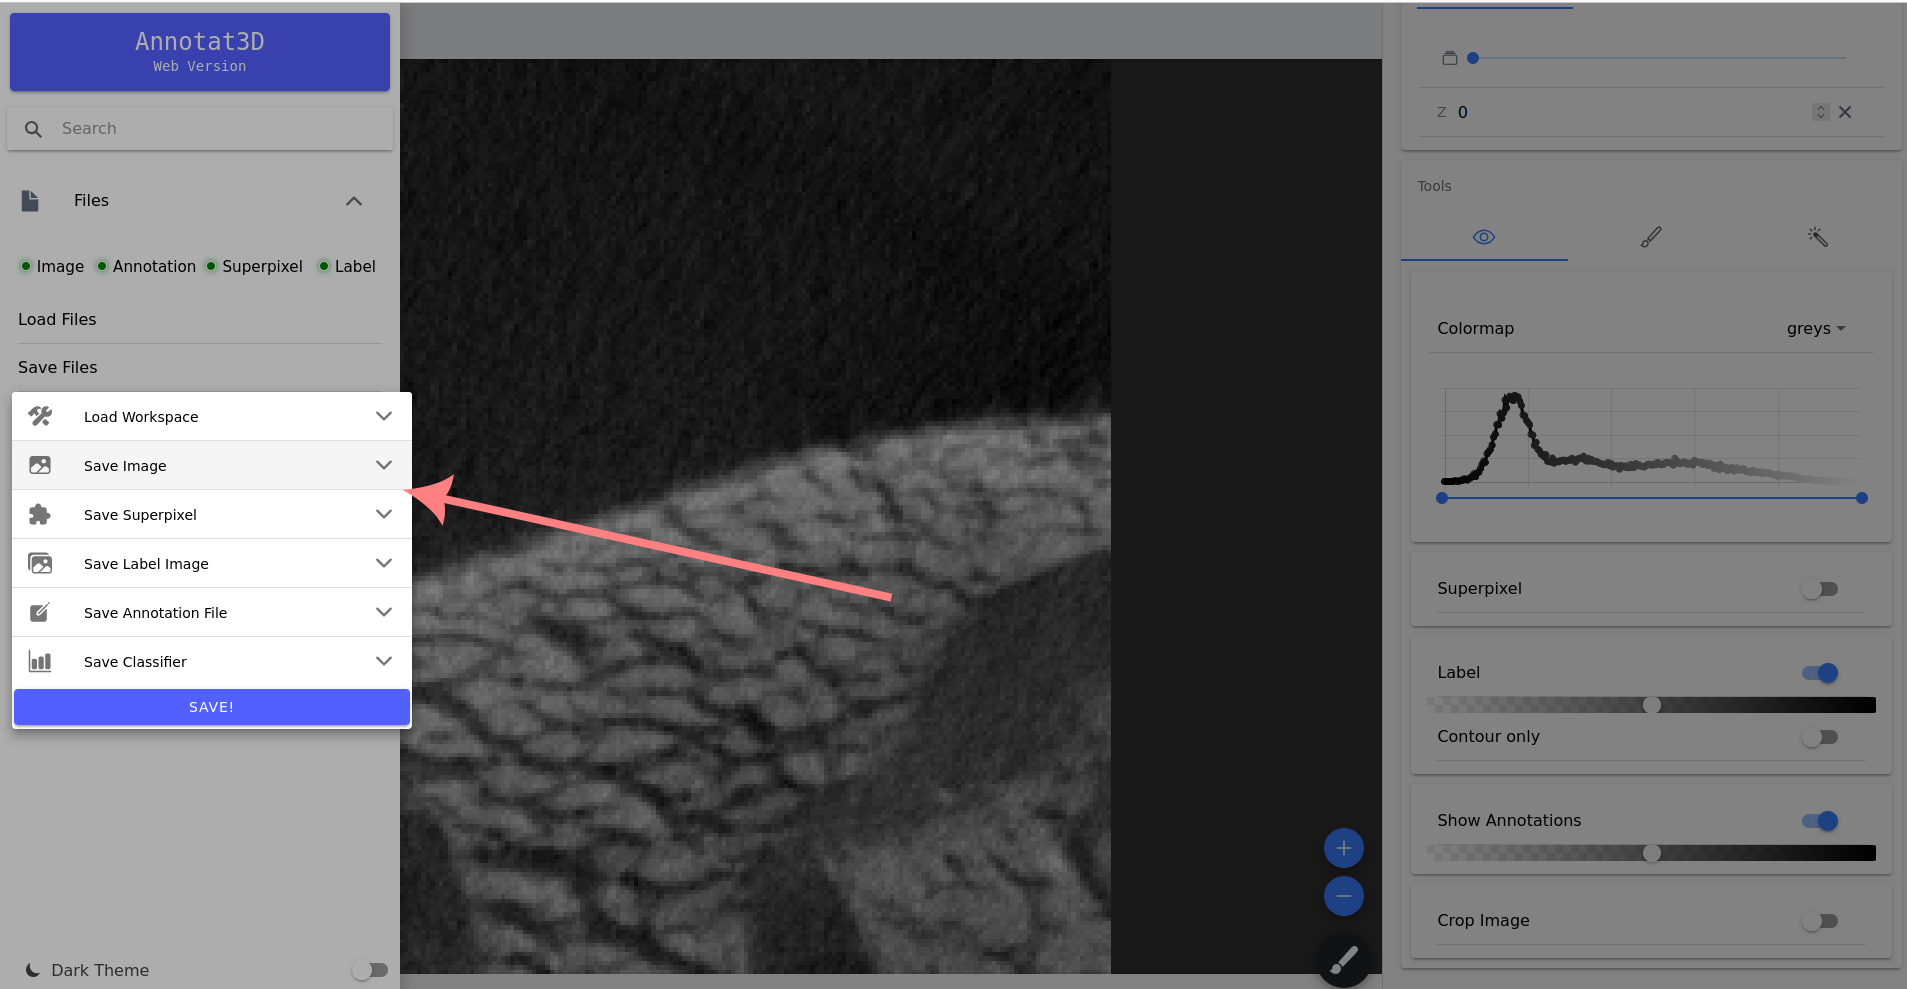 Annotat3D
Web Version
Search
Files
Image Annotation Superpixel Label
Load Files
Save Files
Load Workspace
Save Image
Save Superpixel
Save Label Image
Save Annotation File
Save Classifier
SAVE!
Dark Theme
Z 0
Tools
Colormap greys
Superpixel
Label
Contour only
Show Annotations
Crop Image